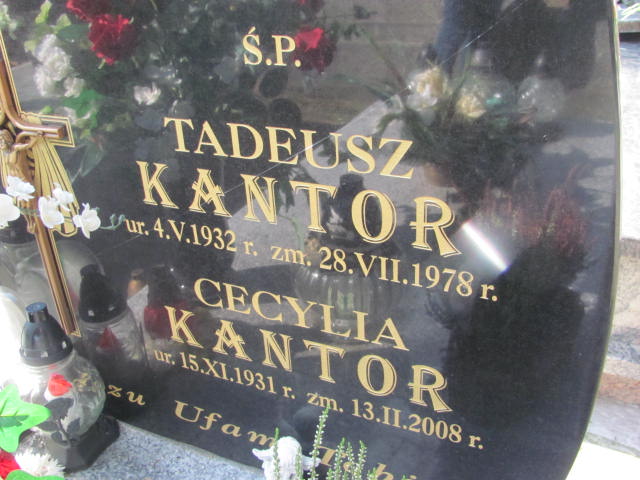 Ś.P.
TADEUSZ
KANTOR
ur. 4.V.1932 r. zm. 28.VII.1978 r.
CECYLIA
KANTOR
ur. 15.XI.1931 r. zm. 13.II.2008 r.
Ufam